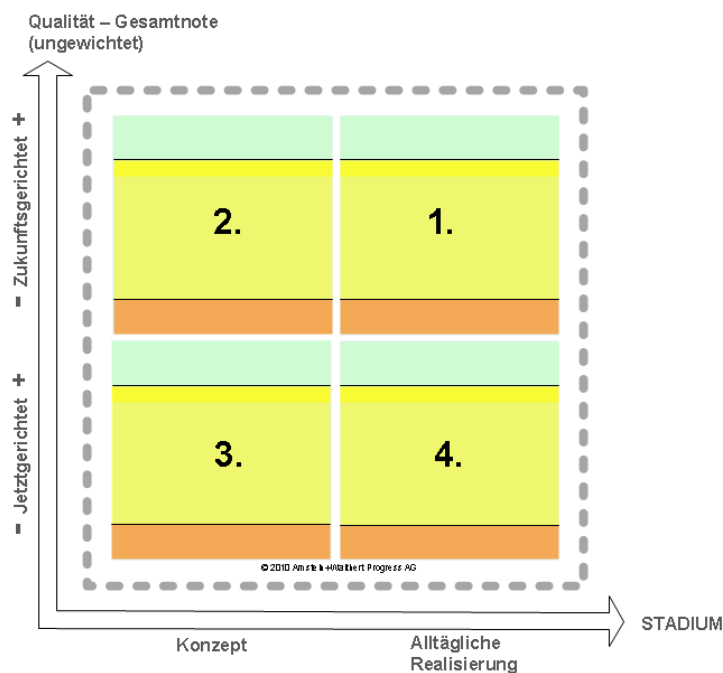 Qualität – Gesamtnote
(ungewichtet)
- Zukunftsgerichtet +
2.
1.
- Jetztgerichtet +
3.
4.
© 2010 Amstein+Walthert Progress AG
STADIUM
Konzept
Alltägliche
Realisierung